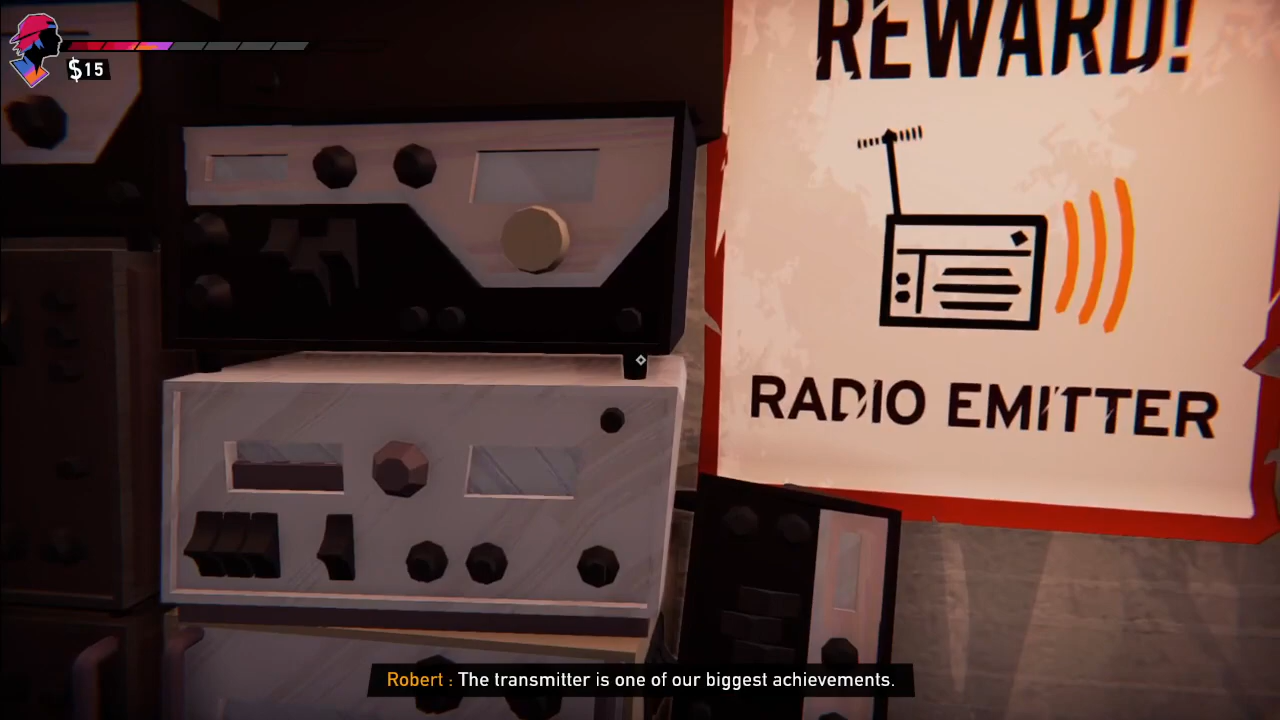 REWARD!
$15
RADIO EMITTER
Robert : The transmitter is one of our biggest achievements.